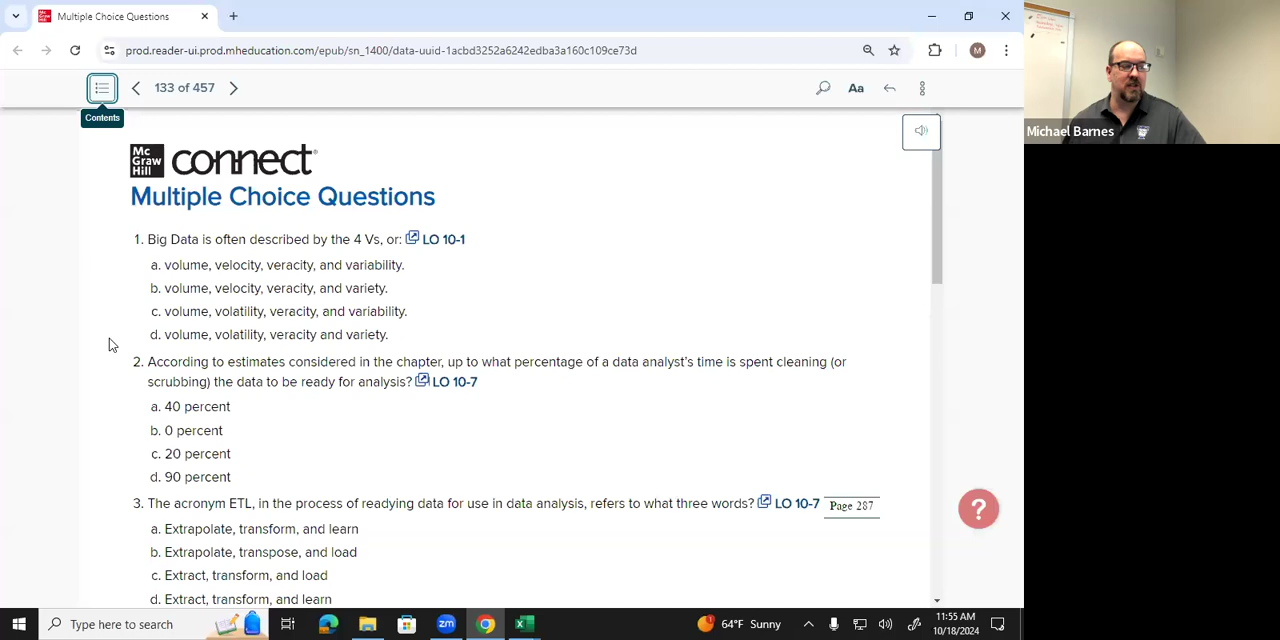 Multiple Choice Questions
prod.reader-ui.prod.mheducation.com/epub/sn_1400/data-uuid-1acbd3252a6242edba3a160c109ce73d
M
133 of 457
Aa
Contents
Mc
Graw
Hill
connect
Multiple Choice Questions
1. Big Data is often described by the 4 Vs, or: LO 10-1
a. volume, velocity, veracity, and variability.
b. volume, velocity, veracity, and variety.
c. volume, volatility, veracity, and variability.
d. volume, volatility, veracity and variety.
2. According to estimates considered in the chapter, up to what percentage of a data analyst's time is spent cleaning (or
scrubbing) the data to be ready for analysis? LO 10-7
a. 40 percent
b. 0 percent
c. 20 percent
d. 90 percent
3. The acronym ETL, in the process of readying data for use in data analysis, refers to what three words? LO 10-7 Page 287
a. Extrapolate, transform, and learn
b. Extrapolate, transpose, and load
c. Extract, transform, and load
d. Extract, transform, and learn
?
Michael Barnes
Type here to search
zm
64°F Sunny
11:55 AM
10/18/2024